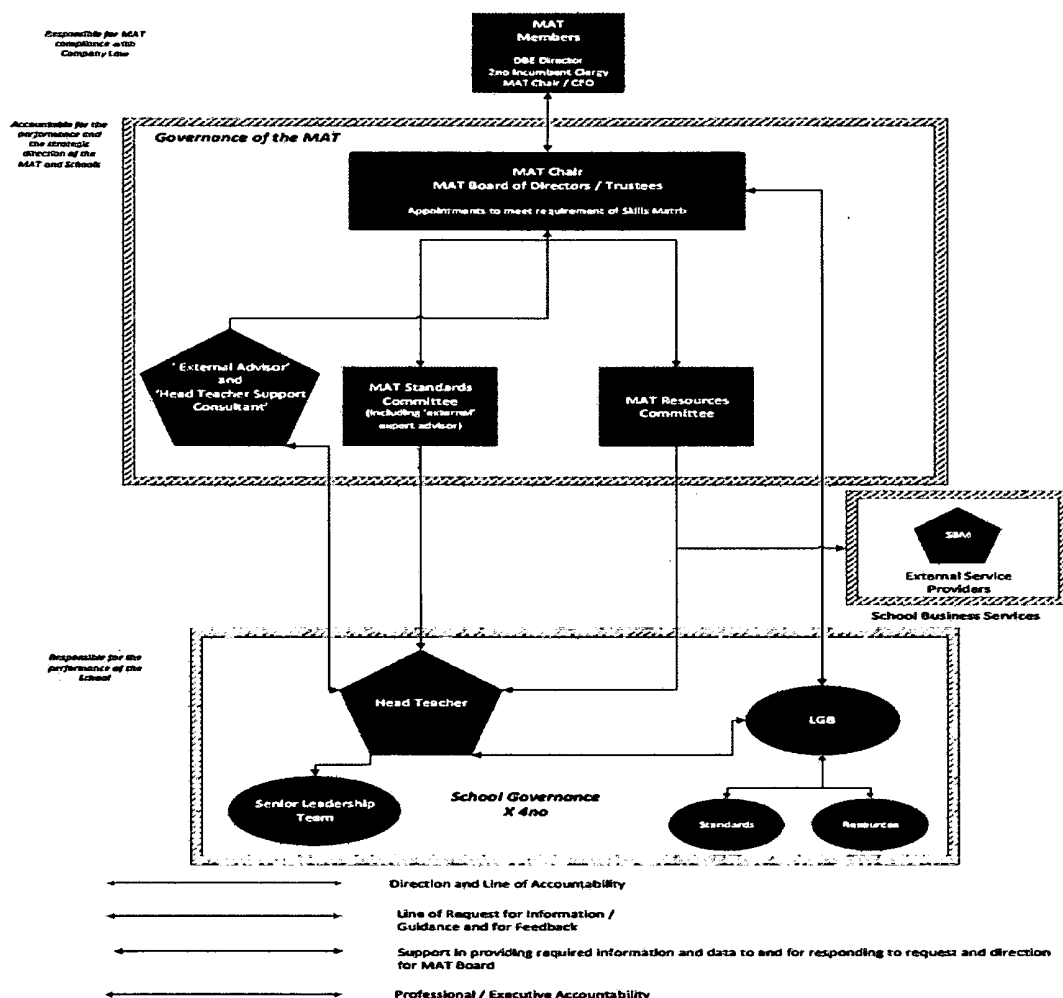 MAT
Members
DBE Director
2no Incumbent Clergy
MAT Chair / CFO
Responsible for MAT
compliance with
Company Law
Accountable for the
performance and
the strategic
direction of the
MAT and Schools
Governance of the MAT
MAT Chair
MAT Board of Directors / Trustees
Appointments to meet requirement of Skills Matrix
' External Advisor'
and
'Head Teacher Support
Consultant'
MAT Standards
Committee
(including 'external'
expert advisor)
MAT Resources
Committee
SBM
External Service
Providers
School Business Services
Responsible for the
performance of the
School
Head Teacher
LGB
Senior Leadership
Team
School Governance
X 4no
Standards
Resources
Direction and Line of Accountability
Line of Request for Information /
Guidance and for Feedback
Support in providing required information and data to and for responding to request and direction
for MAT Board
Professional / Executive Accountability